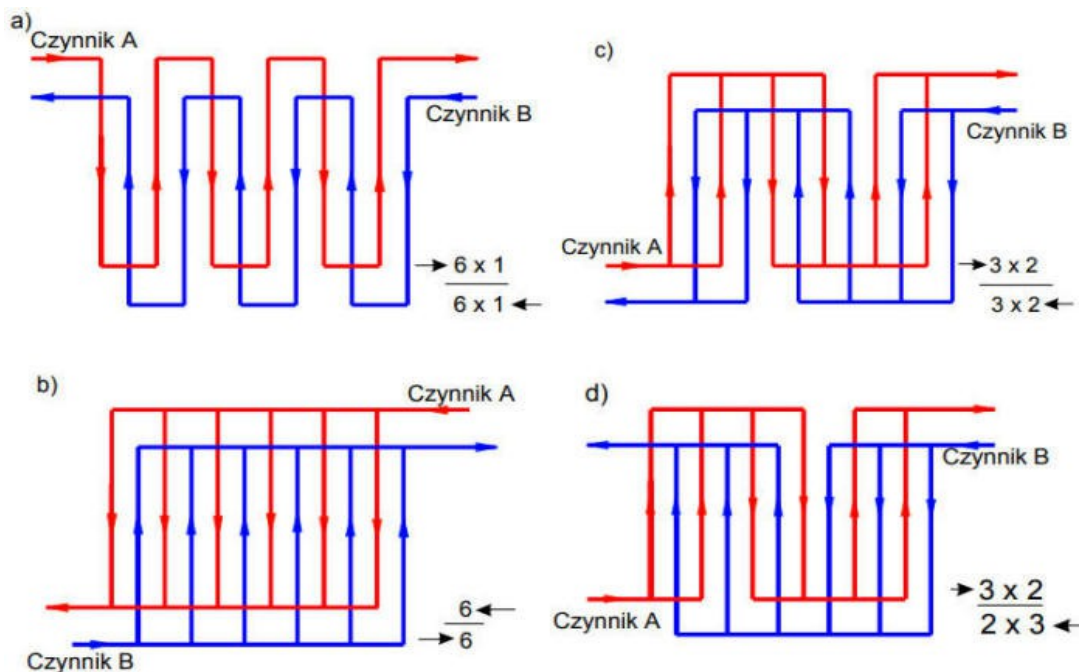 a)
Czynnik A
Czynnik B
→ 6 x 1
6 x 1 ←
c)
Czynnik B
Czynnik A
→ 3 x 2
3 x 2 ←
b)
Czynnik A
6 ←
→ 6
Czynnik B
d)
Czynnik B
Czynnik A
→ 3 x 2
2 x 3 ←